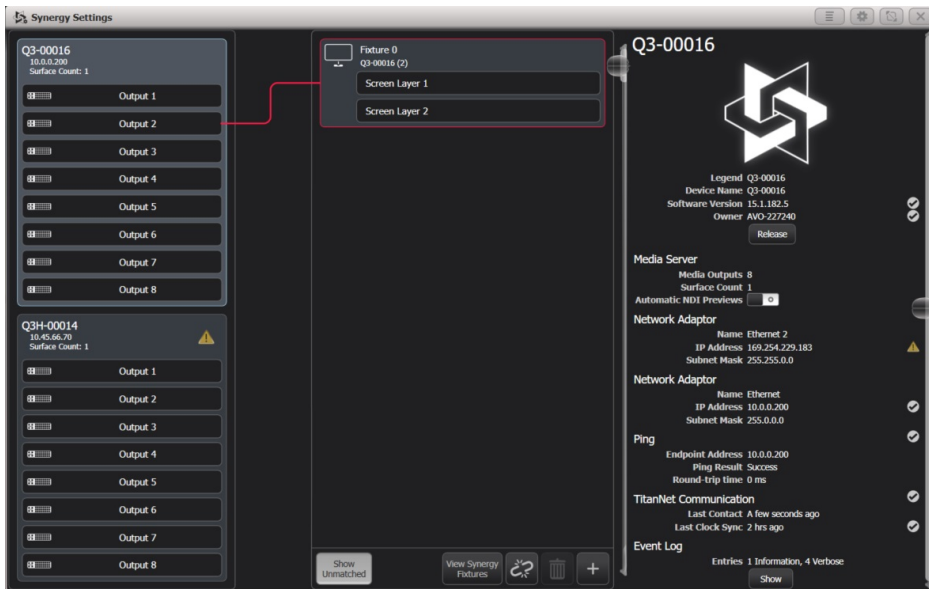 Synergy Settings
Q3-00016
10.0.0.200
Surface Count: 1
Output 1
Output 2
Output 3
Output 4
Output 5
Output 6
Output 7
Output 8
Q3H-00014
10.45.66.70
Surface Count: 1
Output 1
Output 2
Output 3
Output 4
Output 5
Output 6
Output 7
Output 8
Fixture 0
Q3-00016 (2)
Screen Layer 1
Screen Layer 2
Show
Unmatched
View Synergy
Fixtures
Q3-00016
Legend Q3-00016
Device Name Q3-00016
Software Version 15.1.182.5
Owner AVO-227240
Release
Media Server
Media Outputs 8
Surface Count 1
Automatic NDI Previews
Network Adaptor
Name Ethernet 2
IP Address 169.254.229.183
Subnet Mask 255.255.0.0
Network Adaptor
Name Ethernet
IP Address 10.0.0.200
Subnet Mask 255.0.0.0
Ping
Endpoint Address 10.0.0.200
Ping Result Success
Round-trip time 0 ms
TitanNet Communication
Last Contact A few seconds ago
Last Clock Sync 2 hrs ago
Event Log
Entries 1 Information, 4 Verbose
Show